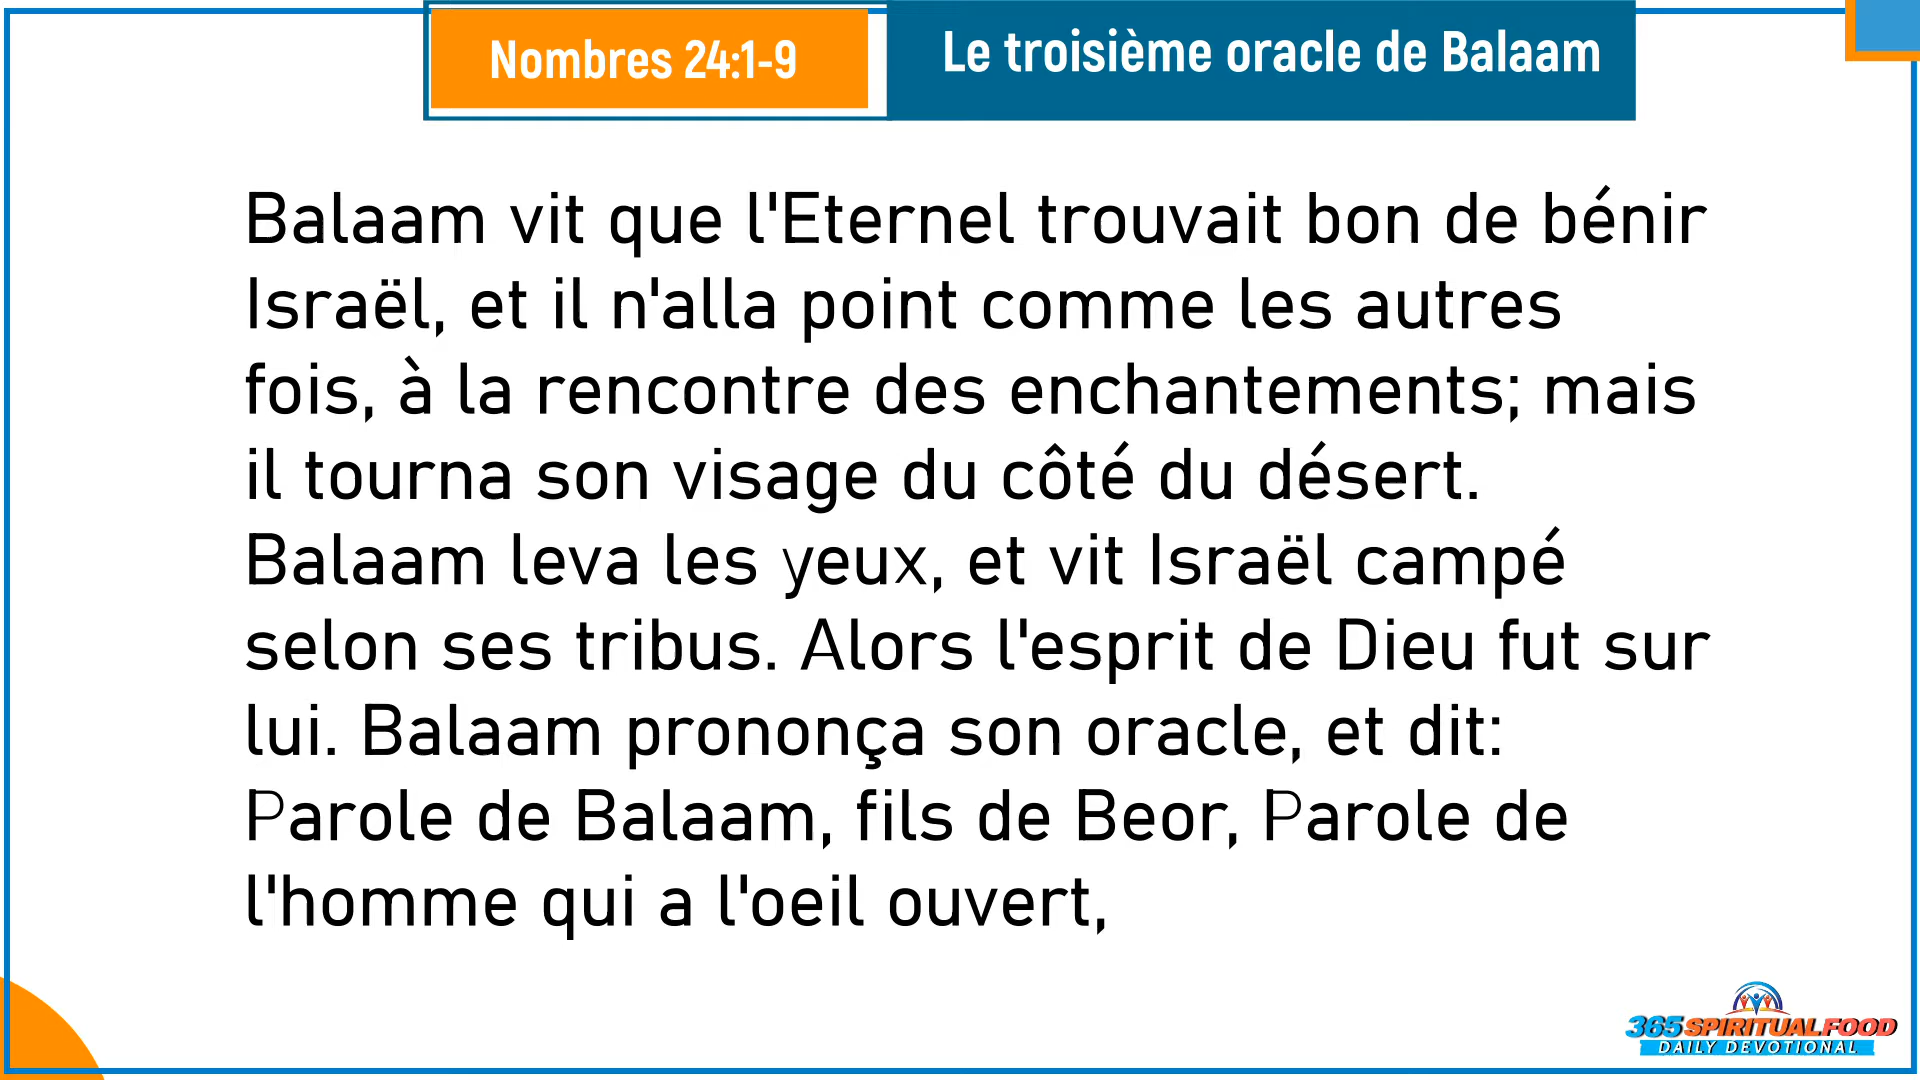 Nombres 24:1-9
Le troisième oracle de Balaam
Balaam vit que l'Eternel trouvait bon de bénir
Israël, et il n'alla point comme les autres
fois, à la rencontre des enchantements; mais
il tourna son visage du côté du désert.
Balaam leva les yeux, et vit Israël campé
selon ses tribus. Alors l'esprit de Dieu fut sur
lui. Balaam prononça son oracle, et dit:
Parole de Balaam, fils de Beor, Parole de
l'homme qui a l'oeil ouvert,
365 SPIRITUAL FOOD
DAILY DEVOTIONAL